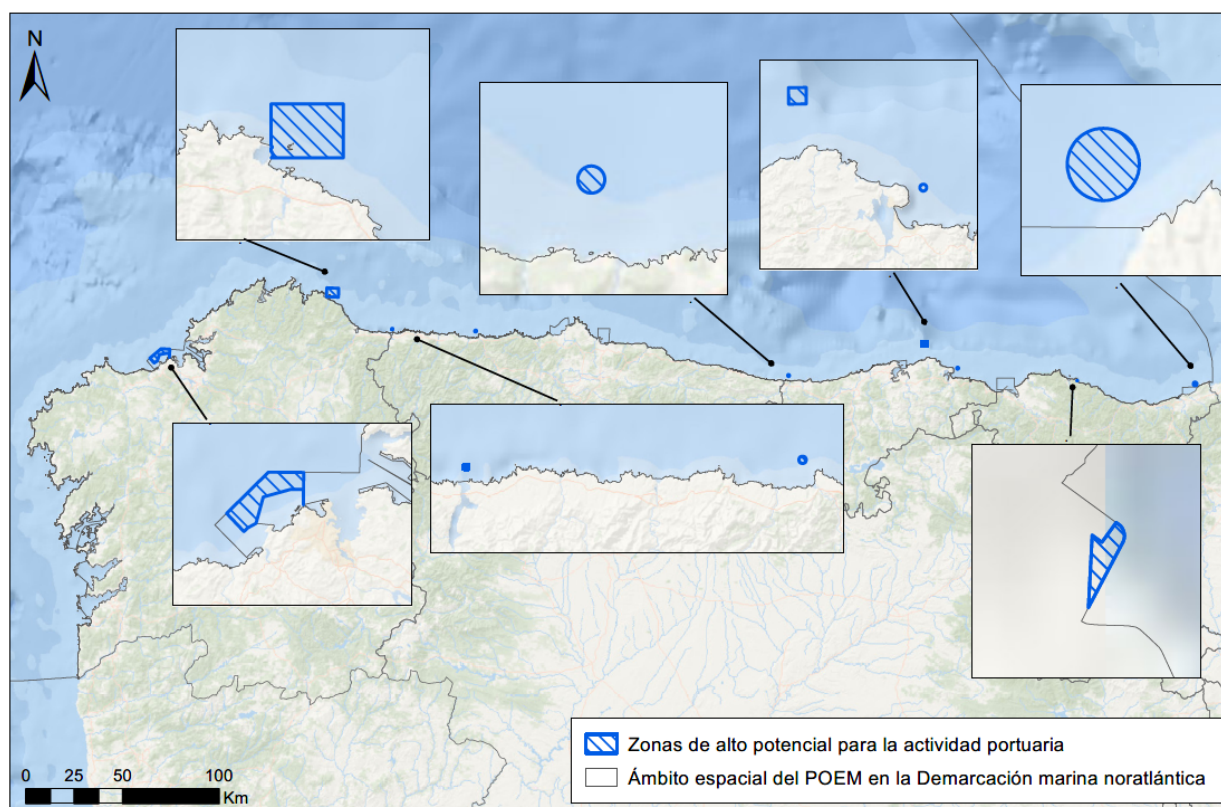 N
Zonas de alto potencial para la actividad portuaria
Ámbito espacial del POEM en la Demarcación marina noratlántica
0 25 50 100
Km